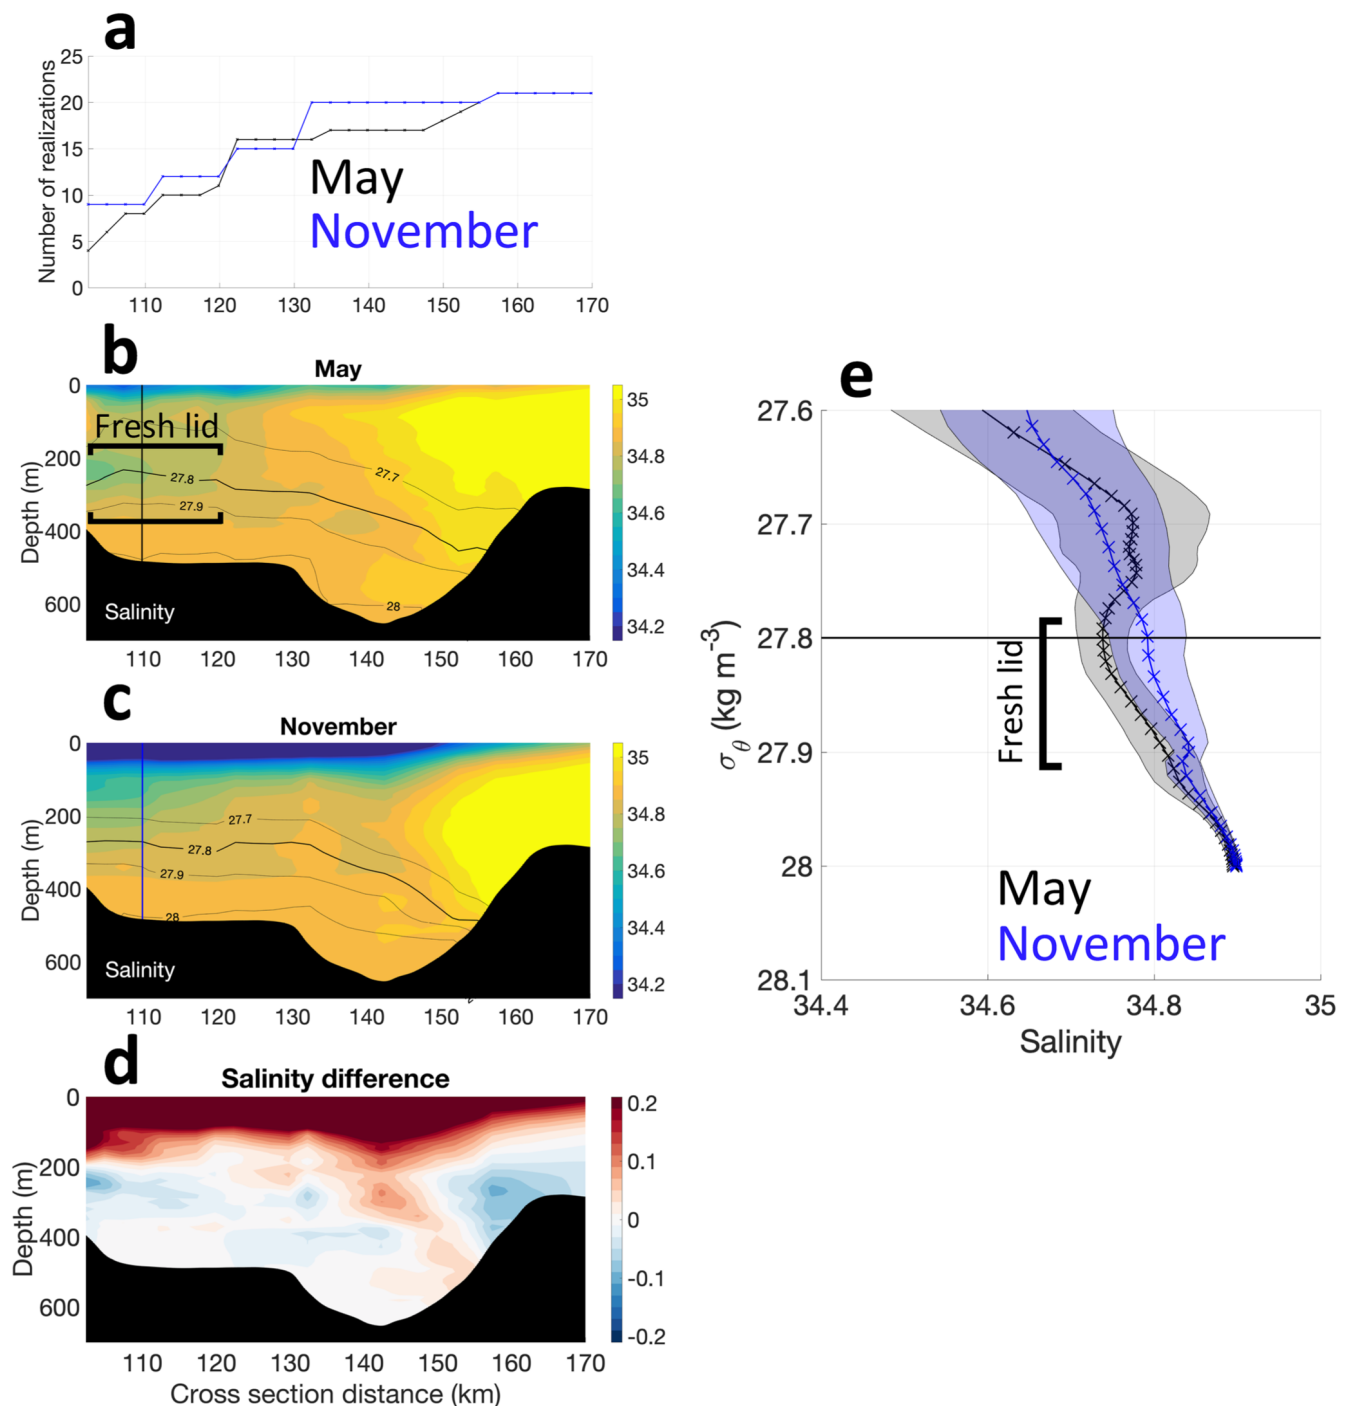 a
25
20
15
10
5
0
Number of realizations
May
November
110 120 130 140 150 160 170
b
May
0
200
400
600
Depth (m)
Fresh lid
27.7
27.8
27.9
28
Salinity
35
34.8
34.6
34.4
34.2
110 120 130 140 150 160 170
c
November
0
200
400
600
Depth (m)
27.7
27.8
27.9
28
Salinity
35
34.8
34.6
34.4
34.2
110 120 130 140 150 160 170
d
Salinity difference
0
200
400
600
Depth (m)
0.2
0.1
0
-0.1
-0.2
110 120 130 140 150 160 170
Cross section distance (km)
e
27.6
27.7
27.8
27.9
28
28.1
σθ (kg m-3)
Fresh lid
May
November
34.4 34.6 34.8 35
Salinity